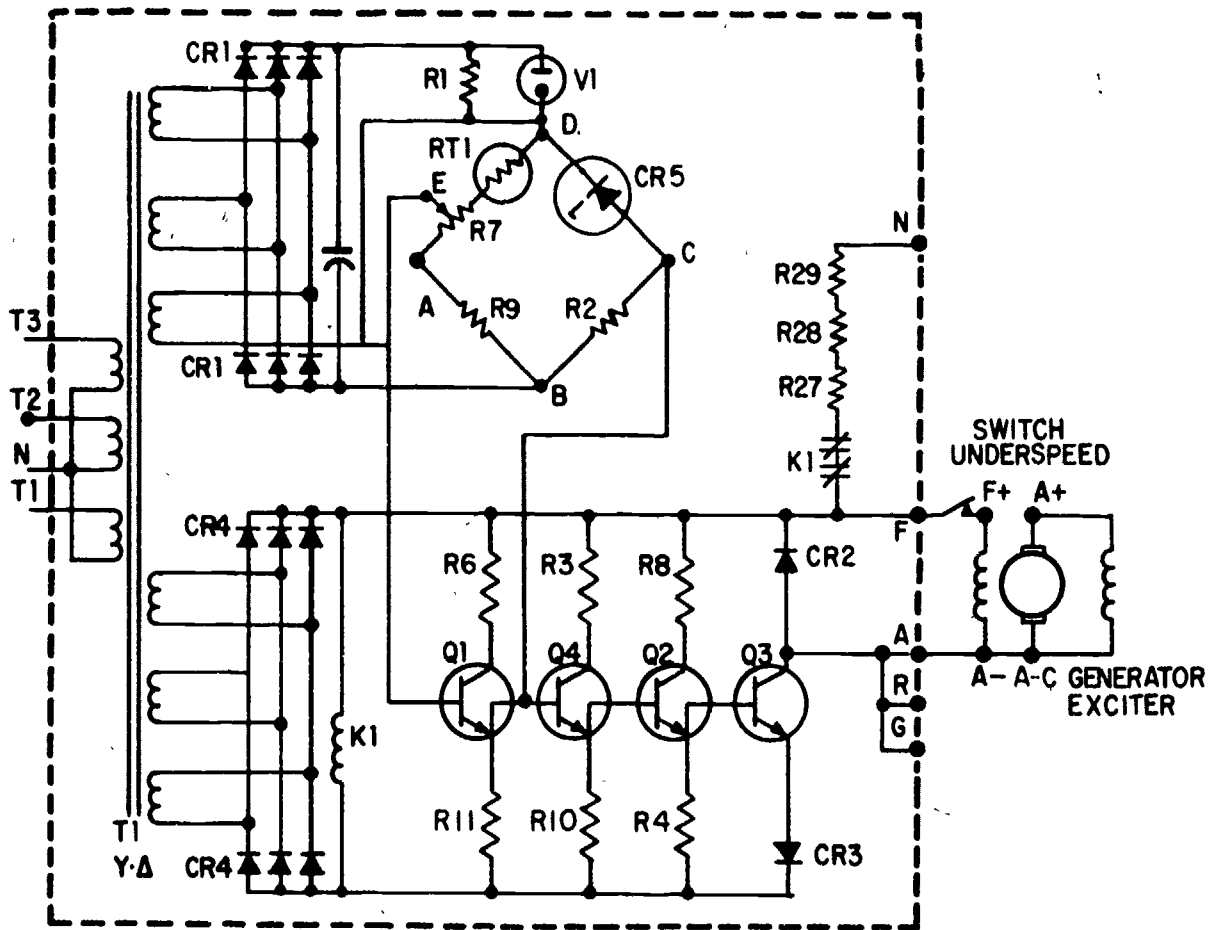 CR1
R1
V1
D.
RT1
CR5
E
R7
N
C
R29
A
R9
R2
R28
T3
CR1
R27
B
T2
SWITCH
UNDERSPEED
N
K1
T1
F+ A+
CR4
F
R6
R3
R8
CR2
Q1
Q4
Q2
Q3
A
A- A-C GENERATOR
EXCITER
R
G
K1
R11
R10
R4
T1
CR3
Y·Δ
CR4